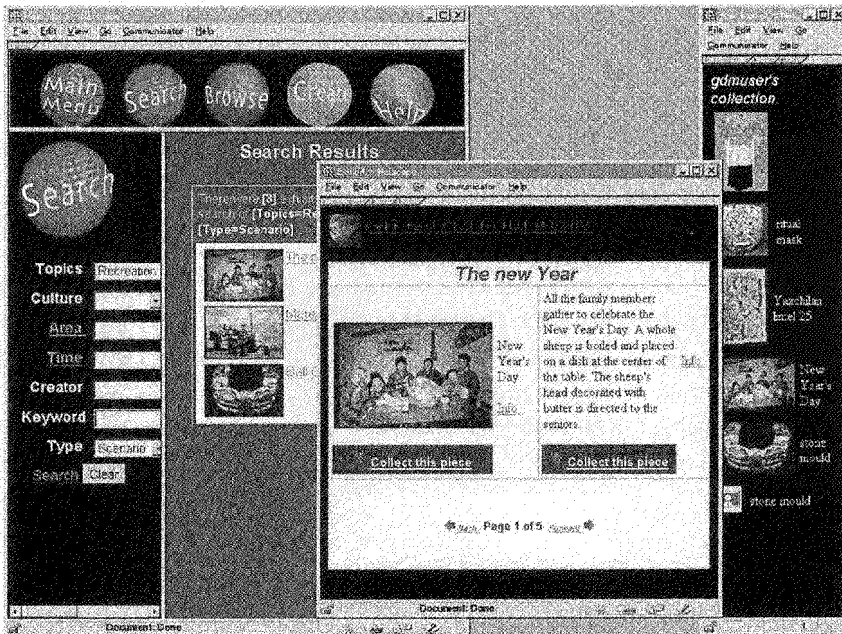 File Edit View Go Communicator Help
Main Menu
Search
Browse
Create
Help
Search
Topics Recreation
Culture
Area
Time
Creator
Keyword
Type Scenario
Search Clear
Document: Done
Search Results
There were [3]
search of [Topics=Re
[Type=Scenario]
File Edit View Go Communicator Help
The new Year
New
Year's
Day
Info
All the family members
gather to celebrate the
New Year's Day. A whole
sheep is boiled and placed
on a dish at the center of
the table. The sheep's
head decorated with
butter is directed to the
seniors.
Info
Collect this piece
Collect this piece
Page 1 of 5
Document: Done
File Edit View Go
Communicator Help
gdmuser's
collection
ritual
mask
Yaxchilan
lintel 25
New
Year's
Day
stone
mould
stone mould